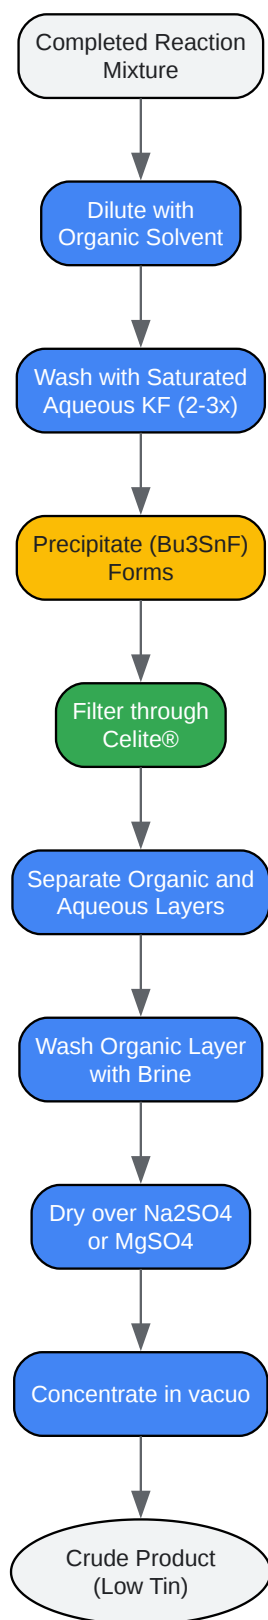 Completed Reaction
Mixture
Dilute with
Organic Solvent
Wash with Saturated
Aqueous KF (2-3x)
Precipitate (Bu3SnF)
Forms
Filter through
Celite®
Separate Organic and
Aqueous Layers
Wash Organic Layer
with Brine
Dry over Na2SO4
or MgSO4
Concentrate in vacuo
Crude Product
(Low Tin)